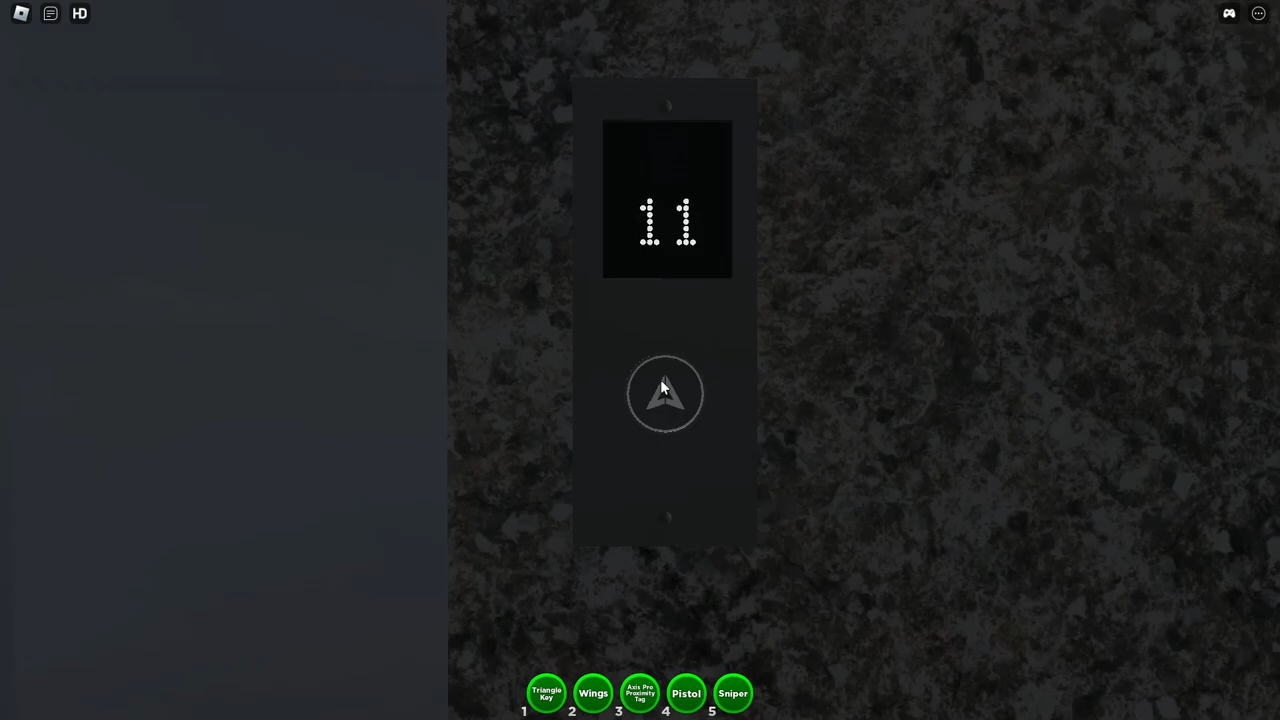 HD
11
Triangle
Key
Wings
Axis Pro
Proximity
Tag
Pistol
Sniper
1 2 3 4 5